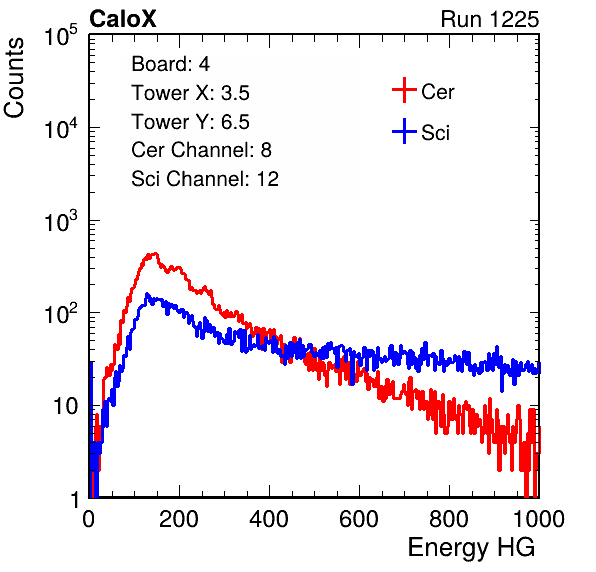 CaloX Run 1225
Counts
Board: 4
Tower X: 3.5
Tower Y: 6.5
Cer Channel: 8
Sci Channel: 12
Cer
Sci
10^5
10^4
10^3
10^2
10
1
0 200 400 600 800 1000
Energy HG